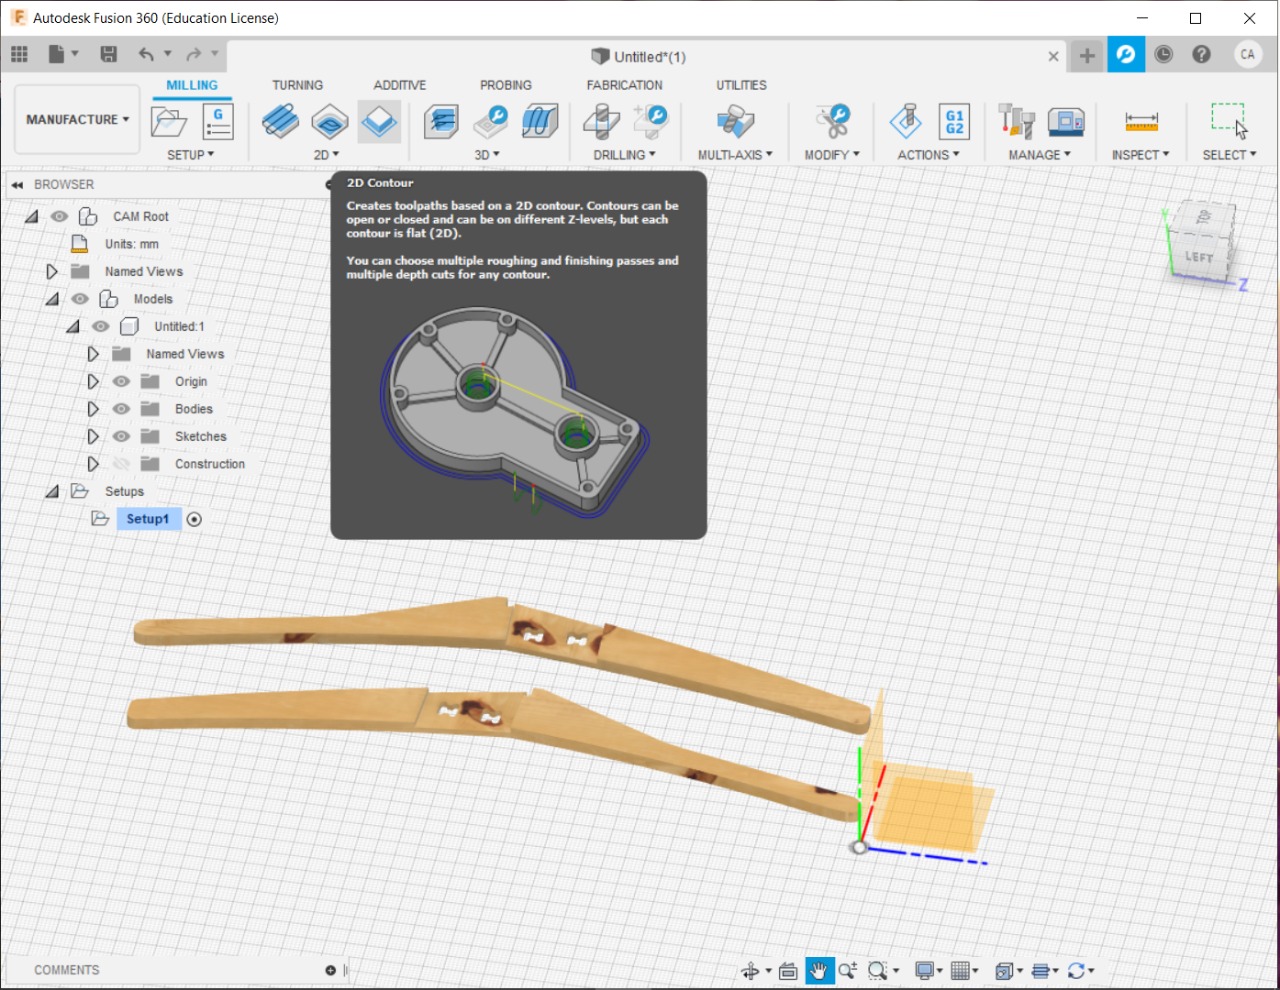 Autodesk Fusion 360 (Education License)
Untitled*(1)
CA
MILLING TURNING ADDITIVE PROBING FABRICATION UTILITIES
MANUFACTURE
G
G1
G2
SETUP 2D 3D DRILLING MULTI-AXIS MODIFY ACTIONS MANAGE INSPECT SELECT
BROWSER
CAM Root
Units: mm
Named Views
Models
Untitled:1
Named Views
Origin
Bodies
Sketches
Construction
Setups
Setup1
2D Contour
Creates toolpaths based on a 2D contour. Contours can be
open or closed and can be on different Z-levels, but each
contour is flat (2D).
You can choose multiple roughing and finishing passes and
multiple depth cuts for any contour.
Y
TOP
LEFT
Z
COMMENTS